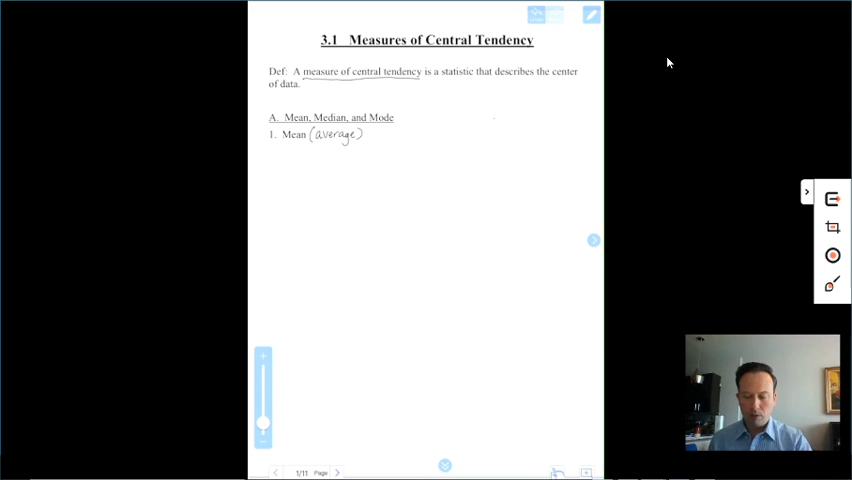 3.1 Measures of Central Tendency
Def: A measure of central tendency is a statistic that describes the center
of data.
A. Mean, Median, and Mode
1. Mean (average)
1/11 Page